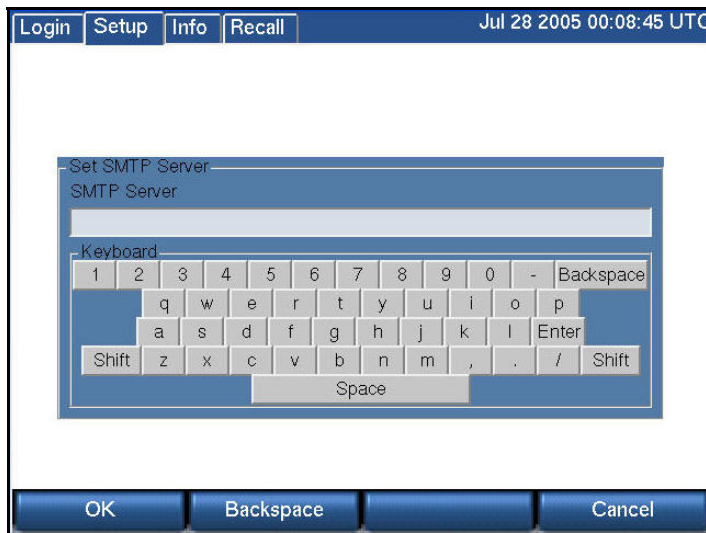 Login Setup Info Recall Jul 28 2005 00:08:45 UTC
Set SMTP Server
SMTP Server
Keyboard
1 2 3 4 5 6 7 8 9 0 - Backspace
q w e r t y u i o p
a s d f g h j k l Enter
Shift z x c v b n m , . / Shift
Space
OK Backspace Cancel